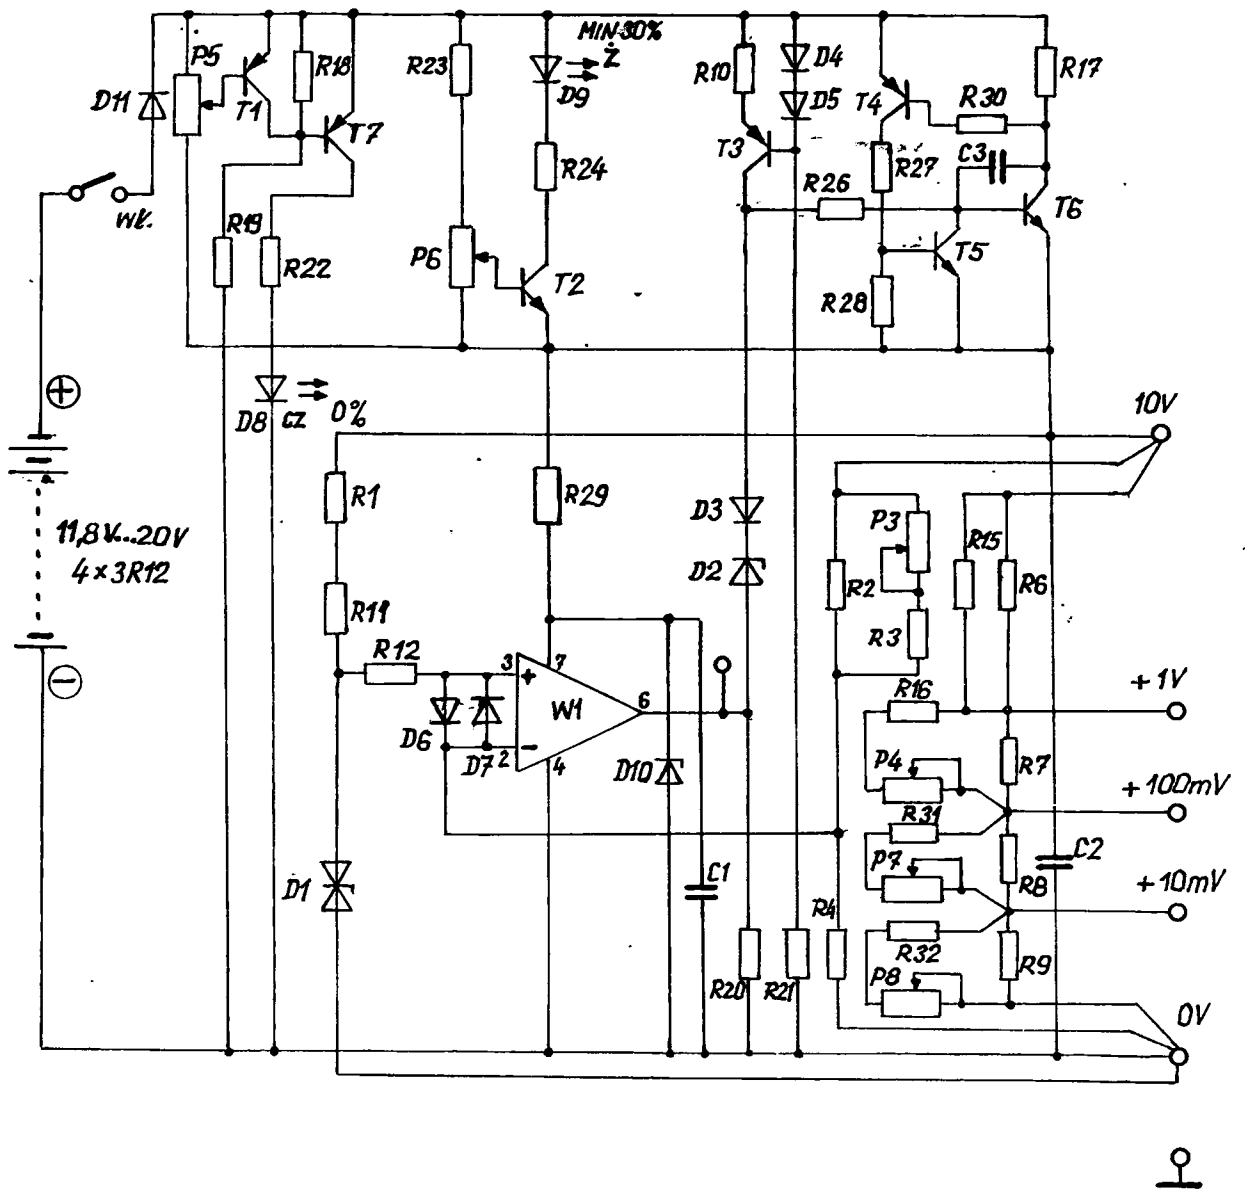 MIN-30%
Ż
P5
R18
R23
D9
R10
D4
R17
D11
T1
T7
D5
T4
R30
T3
C3
R24
R27
R26
wł.
R19
T6
R22
P6
T2
T5
R28
+
D8
CZ
0%
10V
R1
R29
D3
P3
R15
11,8V...20V
4×3R12
D2
R2
R6
R11
R3
R12
3
7
+
R16
+1V
−
W1
6
D6
D7
2
−
4
D10
P4
R7
+100mV
R31
D1
C1
P7
C2
R8
+10mV
R4
R32
R9
R20
R21
P8
0V